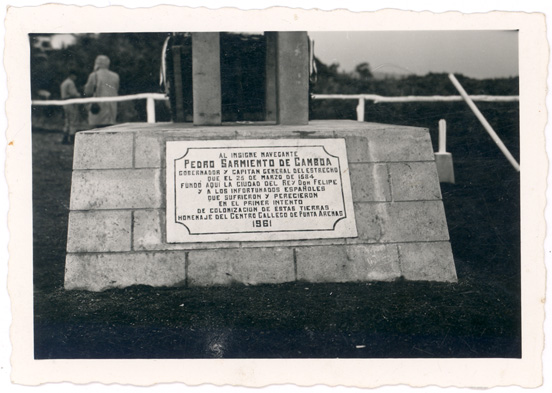 AL INSIGNE NAVEGANTE
PEDRO SARMIENTO DE GAMBOA
GOBERNADOR Y CAPITAN GENERAL DEL ESTRECHO
QUE EL 25 DE MARZO DE 1584
FUNDO AQUI LA CIUDAD DEL REY DON FELIPE
Y A LOS INFORTUNADOS ESPAÑOLES
QUE SUFRIERON Y PERECIERON
EN EL PRIMER INTENTO
DE COLONIZACION DE ESTAS TIERRAS
HOMENAJE DEL CENTRO GALLEGO DE PUNTA ARENAS
1961